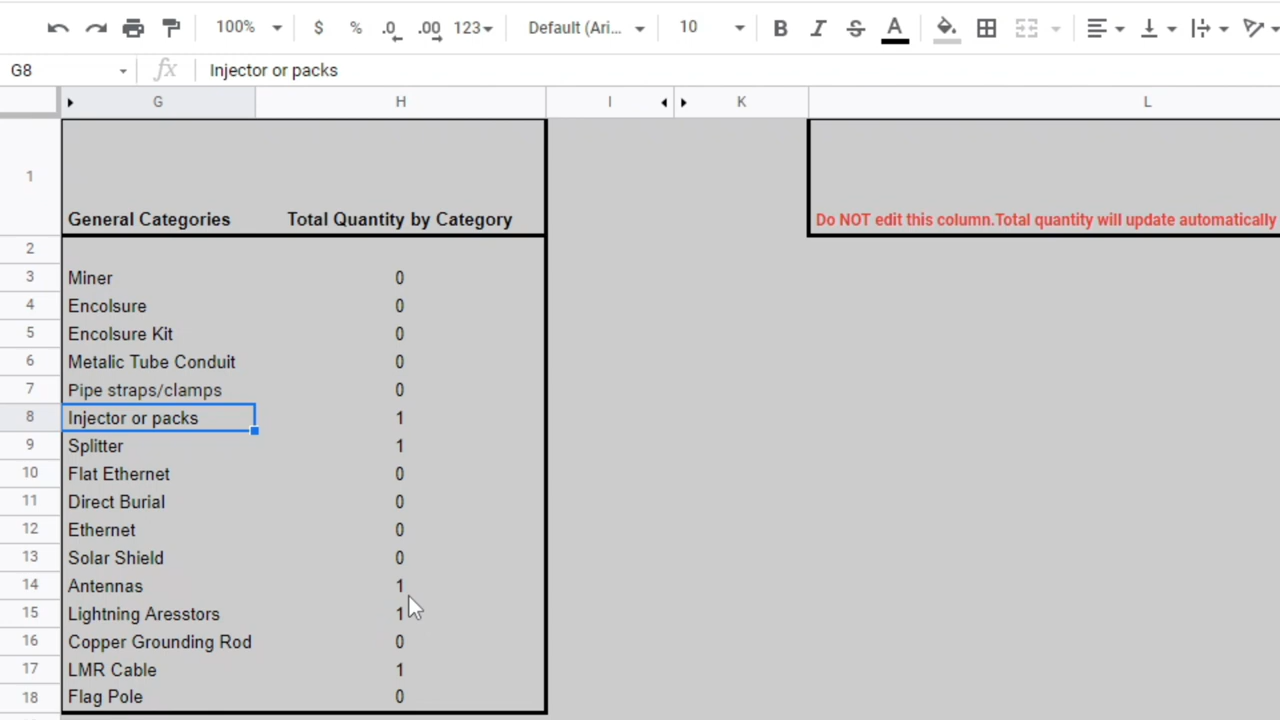 100% $ % .0 .00 123 Default (Ari... 10 B I S A
G8 fx Injector or packs
G H I K L
1 General Categories Total Quantity by Category Do NOT edit this column.Total quantity will update automatically
2
3 Miner 0
4 Encolsure 0
5 Encolsure Kit 0
6 Metalic Tube Conduit 0
7 Pipe straps/clamps 0
8 Injector or packs 1
9 Splitter 1
10 Flat Ethernet 0
11 Direct Burial 0
12 Ethernet 0
13 Solar Shield 0
14 Antennas 1
15 Lightning Aresstors 1
16 Copper Grounding Rod 0
17 LMR Cable 1
18 Flag Pole 0